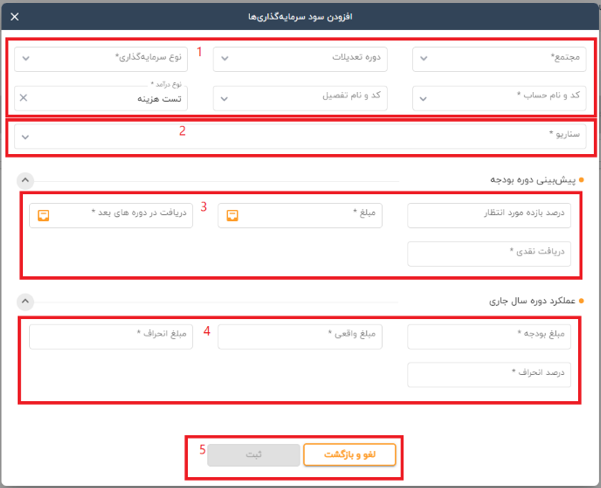 افزودن سود سرمایه‌گذاری‌ها
مجتمع*
دوره تعدیلات
1
نوع سرمایه‌گذاری*
کد و نام حساب *
کد و نام تفصیل
نوع درآمد *
تست هزینه
2
سناریو *
پیش‌بینی دوره بودجه
درصد بازده مورد انتظار
مبلغ *
3
دریافت در دوره های بعد *
دریافت نقدی *
عملکرد دوره سال جاری
مبلغ بودجه *
مبلغ واقعی *
4
مبلغ انحراف *
درصد انحراف *
لغو و بازگشت
ثبت
5